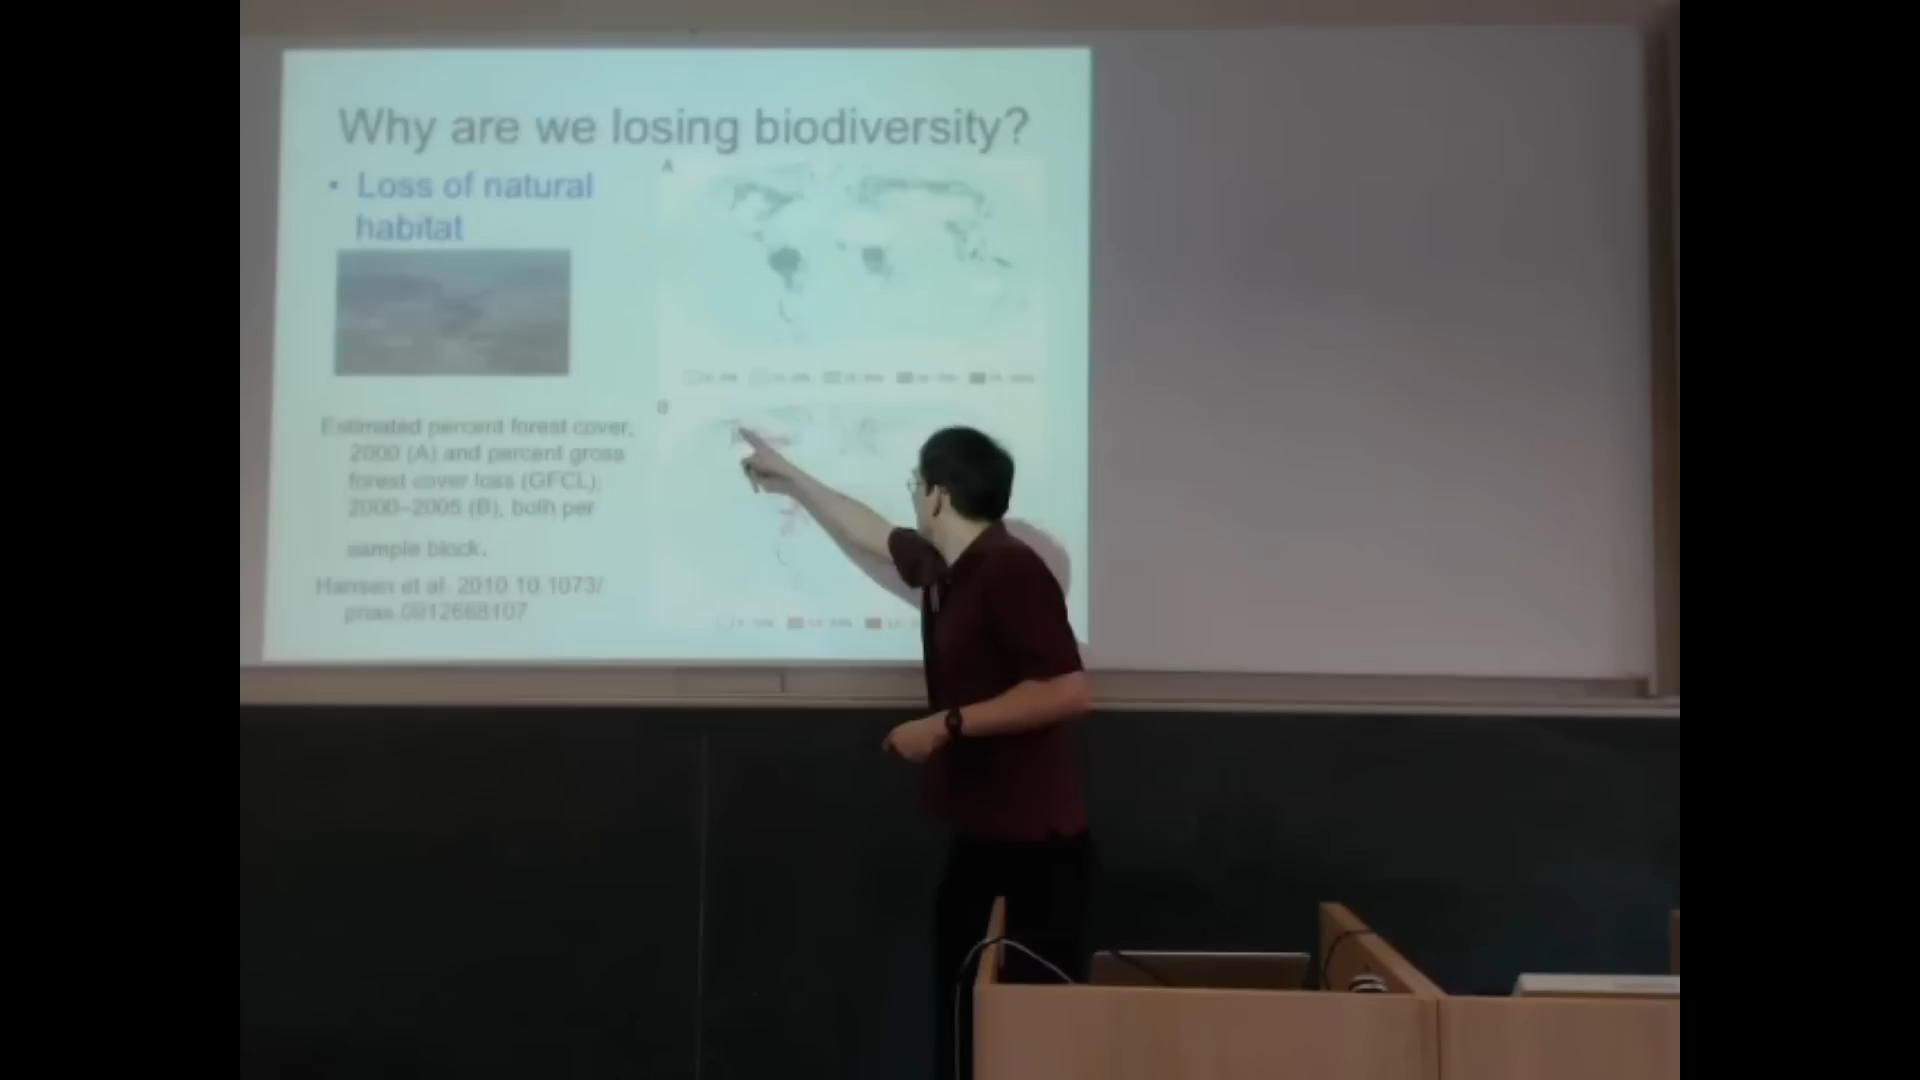 Why are we losing biodiversity?
• Loss of natural
habitat
A
B
Estimated percent forest cover,
2000 (A) and percent gross
forest cover loss (GFCL),
2000–2005 (B), both per
sample block.
Hansen et al. 2010 10.1073/
pnas.0912668107